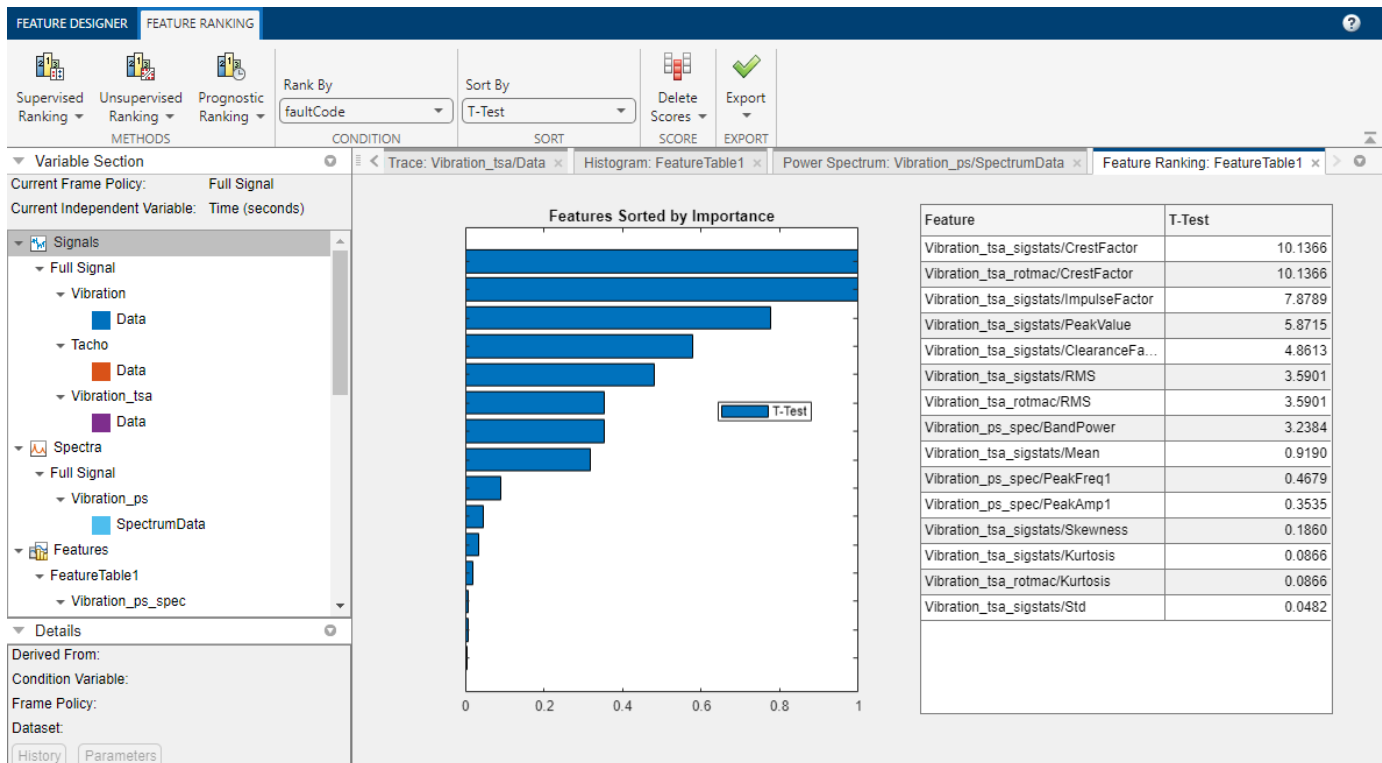 FEATURE DESIGNER FEATURE RANKING
Supervised Ranking
Unsupervised Ranking
Prognostic Ranking
METHODS
Rank By
faultCode
CONDITION
Sort By
T-Test
SORT
Delete Scores
SCORE
Export
EXPORT
Variable Section
Current Frame Policy: Full Signal
Current Independent Variable: Time (seconds)
Signals
Full Signal
Vibration
Data
Tacho
Data
Vibration_tsa
Data
Spectra
Full Signal
Vibration_ps
SpectrumData
Features
FeatureTable1
Vibration_ps_spec
Details
Derived From:
Condition Variable:
Frame Policy:
Dataset:
History Parameters
Trace: Vibration_tsa/Data Histogram: FeatureTable1 Power Spectrum: Vibration_ps/SpectrumData Feature Ranking: FeatureTable1
Features Sorted by Importance
T-Test
0 0.2 0.4 0.6 0.8 1
Feature T-Test
Vibration_tsa_sigstats/CrestFactor 10.1366
Vibration_tsa_rotmac/CrestFactor 10.1366
Vibration_tsa_sigstats/ImpulseFactor 7.8789
Vibration_tsa_sigstats/PeakValue 5.8715
Vibration_tsa_sigstats/ClearanceFa... 4.8613
Vibration_tsa_sigstats/RMS 3.5901
Vibration_tsa_rotmac/RMS 3.5901
Vibration_ps_spec/BandPower 3.2384
Vibration_tsa_sigstats/Mean 0.9190
Vibration_ps_spec/PeakFreq1 0.4679
Vibration_ps_spec/PeakAmp1 0.3535
Vibration_tsa_sigstats/Skewness 0.1860
Vibration_tsa_sigstats/Kurtosis 0.0866
Vibration_tsa_rotmac/Kurtosis 0.0866
Vibration_tsa_sigstats/Std 0.0482